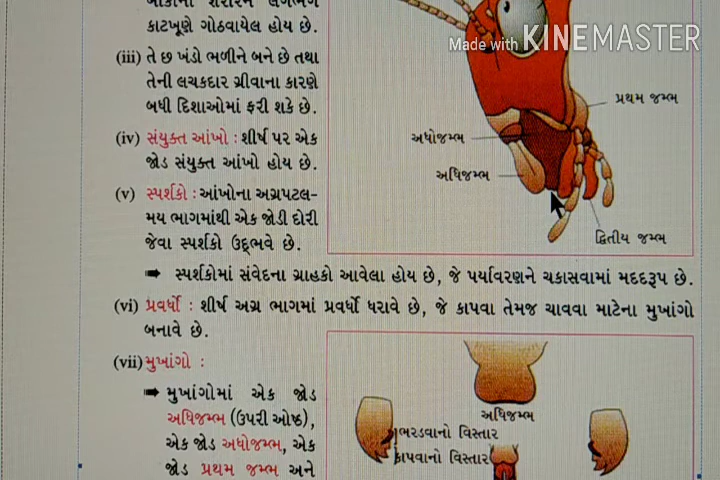 કાટખૂણે ગોઠવાયેલ હોય છે.
(iii) તે છ ખંડો ભળીને બને છે તથા
તેની લચકદાર ગ્રીવાના કારણે
બધી દિશાઓમાં ફરી શકે છે.
(iv) સંયુક્ત આંખો : શીર્ષ પર એક
જોડ સંયુક્ત આંખો હોય છે.
(v) સ્પર્શકો : આંખોના અગ્રપટલ-
મય ભાગમાંથી એક જોડી દોરી
જેવા સ્પર્શકો ઉદ્ભવે છે.
Made with KINEMASTER
પ્રથમ જમ્ભ
અધોજમ્ભ
અધિજમ્ભ
દ્વિતીય જમ્ભ
➡ સ્પર્શકોમાં સંવેદના ગ્રાહકો આવેલા હોય છે, જે પર્યાવરણને ચકાસવામાં મદદરૂપ છે.
(vi) પ્રવર્ધો : શીર્ષ અગ્ર ભાગમાં પ્રવર્ધો ધરાવે છે, જે કાપવા તેમજ ચાવવા માટેના મુખાંગો
બનાવે છે.
(vii) મુખાંગો :
➡ મુખાંગોમાં એક જોડ
અધિજમ્ભ (ઉપરી ઓષ્ઠ),
એક જોડ અધોજમ્ભ, એક
જોડ પ્રથમ જમ્ભ અને
અધિજમ્ભ
ભરડવાનો વિસ્તાર
કાપવાનો વિસ્તાર